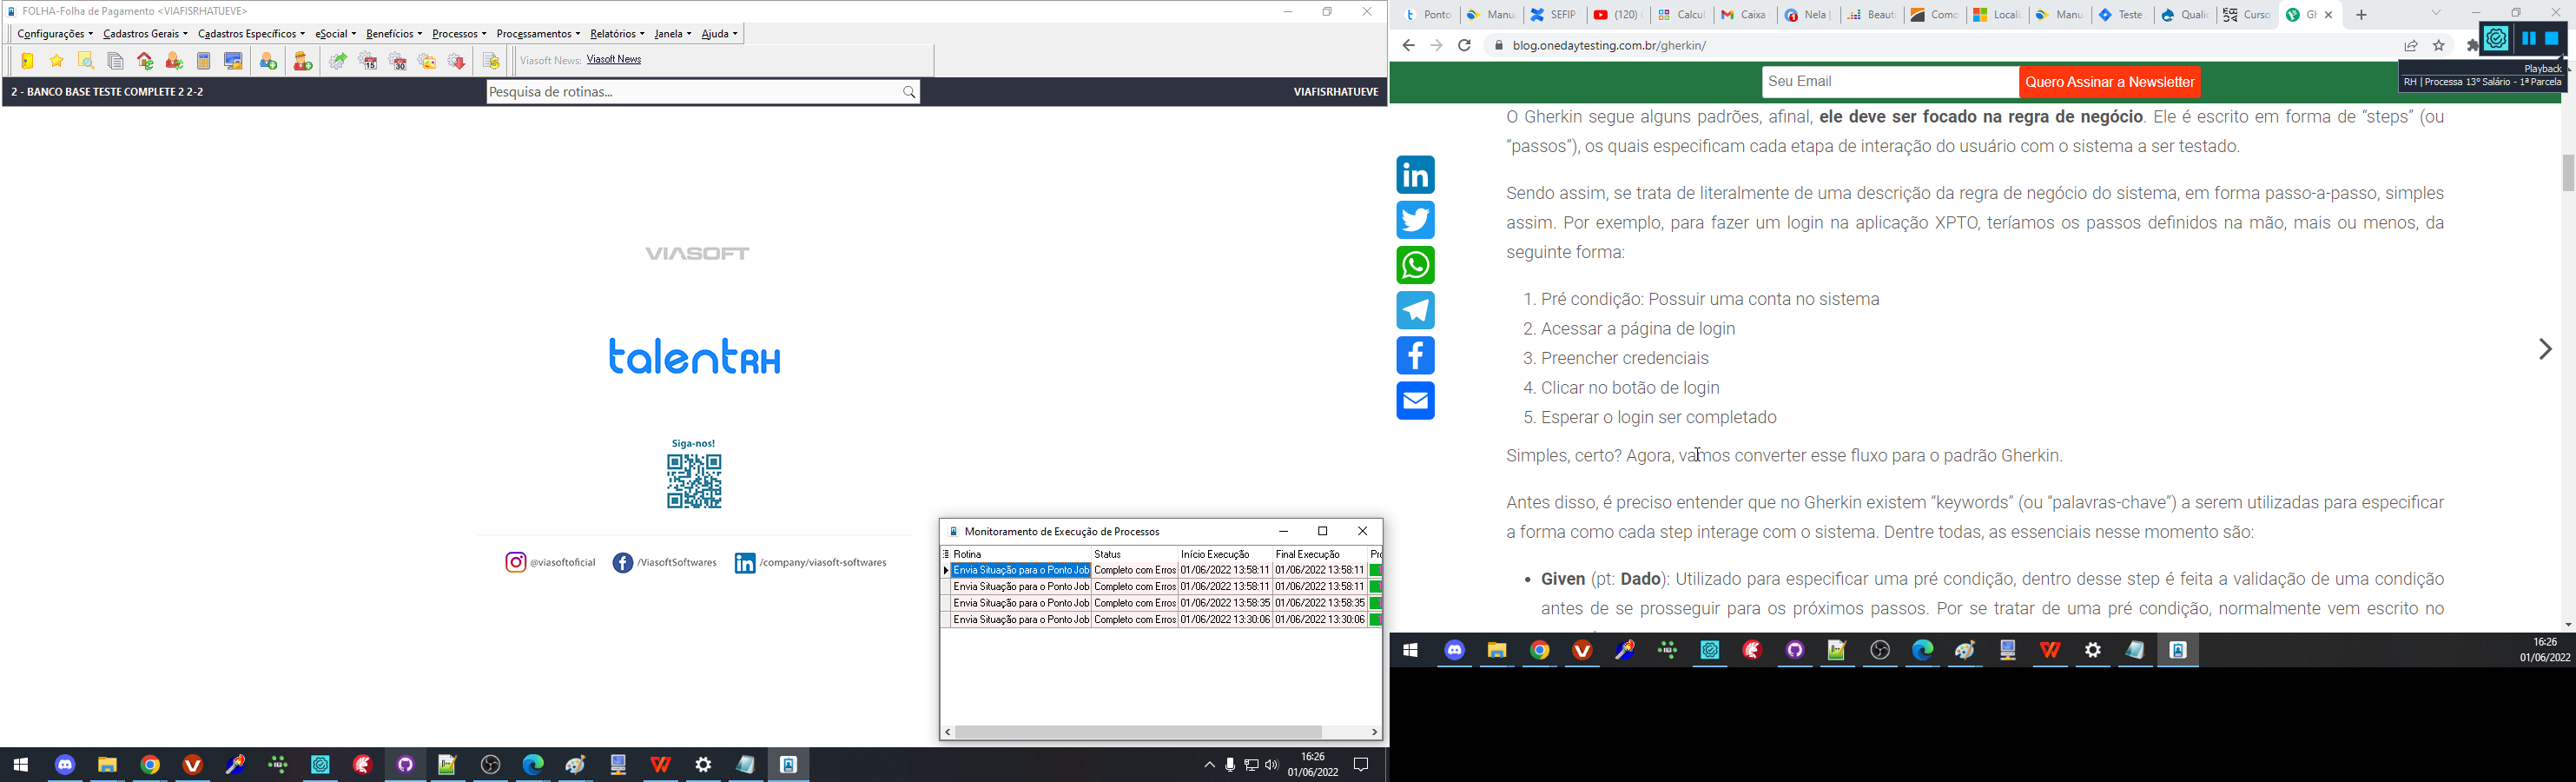 FOLHA-Folha de Pagamento <VIAFISRHATUEVE>
Configurações Cadastros Gerais Cadastros Específicos eSocial Benefícios Processos Processamentos Relatórios Janela Ajuda
15 30 Viasoft News: Viasoft News
2 - BANCO BASE TESTE COMPLETE 2 2-2 Pesquisa de rotinas... VIAFISRHATUEVE
VIASOFT
talentRH
Siga-nos!
@viasoftoficial /ViasoftSoftwares /company/viasoft-softwares
Monitoramento de Execução de Processos
Rotina Status Início Execução Final Execução
Envia Situação para o Ponto Job Completo com Erros 01/06/2022 13:58:11 01/06/2022 13:58:11
Envia Situação para o Ponto Job Completo com Erros 01/06/2022 13:58:11 01/06/2022 13:58:11
Envia Situação para o Ponto Job Completo com Erros 01/06/2022 13:58:35 01/06/2022 13:58:35
Envia Situação para o Ponto Job Completo com Erros 01/06/2022 13:30:06 01/06/2022 13:30:06
16:26
01/06/2022
Ponto Manu SEFIP (120) Calcul Caixa Nela Beaut Como Locali Manu Teste Qualic Curso
blog.onedaytesting.com.br/gherkin/
Playback
RH | Processa 13º Salário - 1ª Parcela
Seu Email Quero Assinar a Newsletter
O Gherkin segue alguns padrões, afinal, ele deve ser focado na regra de negócio. Ele é escrito em forma de “steps” (ou
“passos”), os quais especificam cada etapa de interação do usuário com o sistema a ser testado.
Sendo assim, se trata de literalmente de uma descrição da regra de negócio do sistema, em forma passo-a-passo, simples
assim. Por exemplo, para fazer um login na aplicação XPTO, teríamos os passos definidos na mão, mais ou menos, da
seguinte forma:
1. Pré condição: Possuir uma conta no sistema
2. Acessar a página de login
3. Preencher credenciais
4. Clicar no botão de login
5. Esperar o login ser completado
Simples, certo? Agora, vamos converter esse fluxo para o padrão Gherkin.
Antes disso, é preciso entender que no Gherkin existem “keywords” (ou “palavras-chave”) a serem utilizadas para especificar
a forma como cada step interage com o sistema. Dentre todas, as essenciais nesse momento são:
• Given (pt: Dado): Utilizado para especificar uma pré condição, dentro desse step é feita a validação de uma condição
antes de se prosseguir para os próximos passos. Por se tratar de uma pré condição, normalmente vem escrito no
16:26
01/06/2022